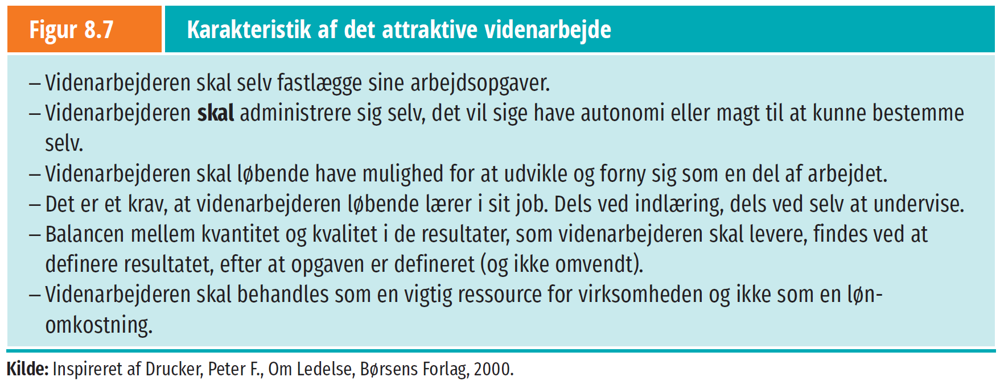 Figur 8.7
Karakteristik af det attraktive videnarbejde
– Videnarbejderen skal selv fastlægge sine arbejdsopgaver.
– Videnarbejderen skal administrere sig selv, det vil sige have autonomi eller magt til at kunne bestemme
selv.
– Videnarbejderen skal løbende have mulighed for at udvikle og forny sig som en del af arbejdet.
– Det er et krav, at videnarbejderen løbende lærer i sit job. Dels ved indlæring, dels ved selv at undervise.
– Balancen mellem kvantitet og kvalitet i de resultater, som videnarbejderen skal levere, findes ved at
definere resultatet, efter at opgaven er defineret (og ikke omvendt).
– Videnarbejderen skal behandles som en vigtig ressource for virksomheden og ikke som en løn-
omkostning.
Kilde: Inspireret af Drucker, Peter F., Om Ledelse, Børsens Forlag, 2000.